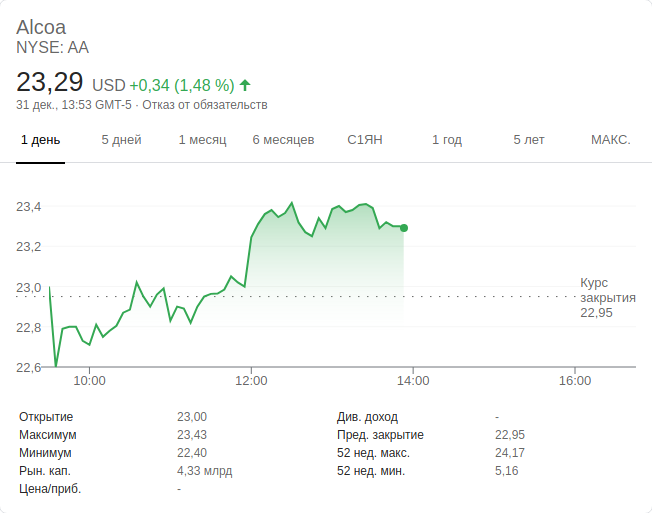 Alcoa
NYSE: AA
23,29 USD +0,34 (1,48 %)
31 дек., 13:53 GMT-5 · Отказ от обязательств
1 день 5 дней 1 месяц 6 месяцев С1ЯН 1 год 5 лет МАКС.
23,4
23,2
23,0
22,8
22,6
Курс
закрытия
22,95
10:00 12:00 14:00 16:00
Открытие 23,00 Див. доход -
Максимум 23,43 Пред. закрытие 22,95
Минимум 22,40 52 нед. макс. 24,17
Рын. кап. 4,33 млрд 52 нед. мин. 5,16
Цена/приб. -